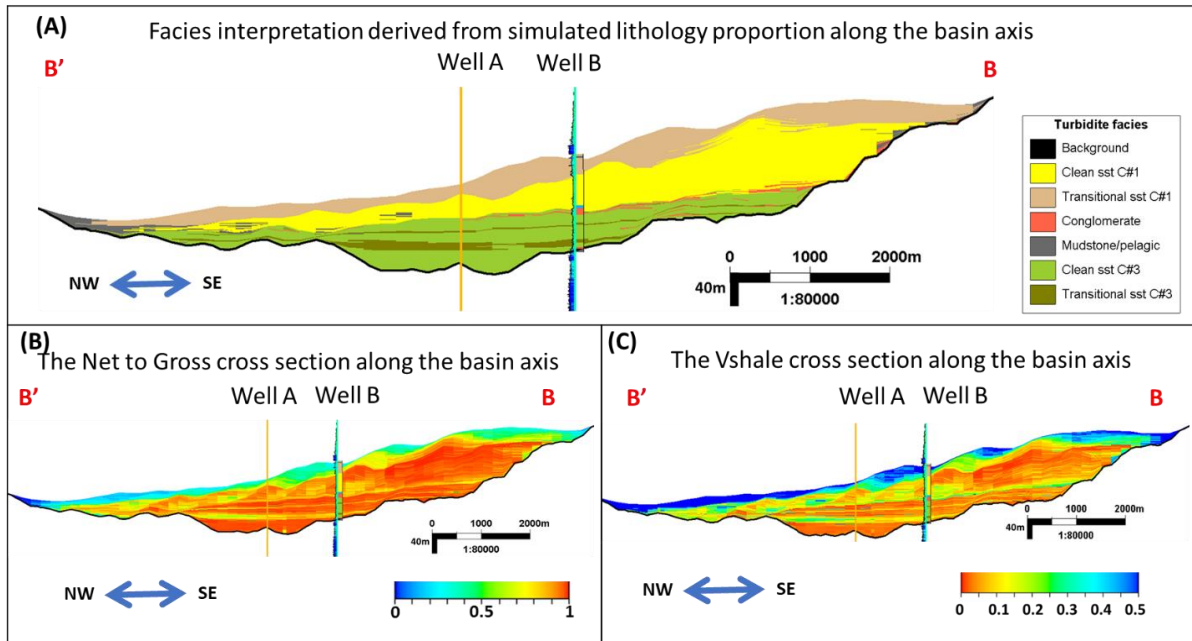 (A)
Facies interpretation derived from simulated lithology proportion along the basin axis
B’
Well A
Well B
B
Turbidite facies
Background
Clean sst C#1
Transitional sst C#1
Conglomerate
Mudstone/pelagic
Clean sst C#3
Transitional sst C#3
0 1000 2000m
40m
1:80000
NW
SE
(B)
The Net to Gross cross section along the basin axis
B’
Well A
Well B
B
0 1000 2000m
40m
1:80000
NW
SE
0 0.5 1
(C)
The Vshale cross section along the basin axis
B’
Well A
Well B
B
0 1000 2000m
40m
1:80000
NW
SE
0 0.1 0.2 0.3 0.4 0.5